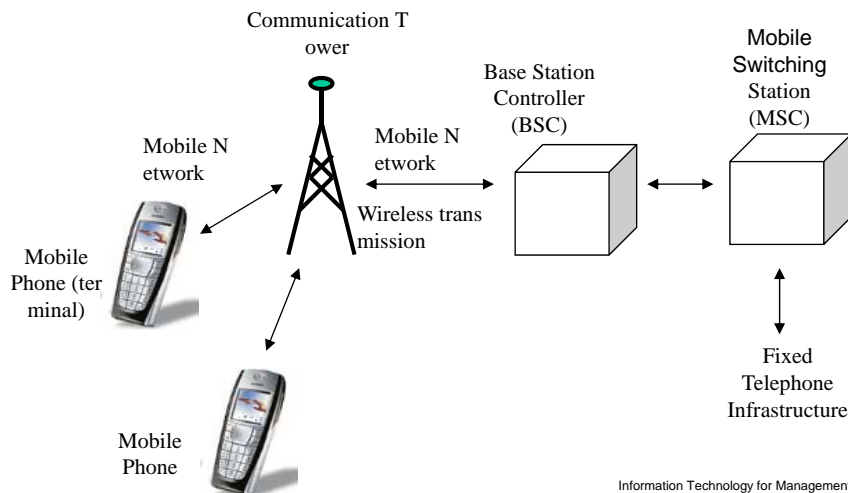 Communication T
ower
Mobile
Switching
Station
(MSC)
Base Station
Controller
(BSC)
Mobile N
etwork
Mobile N
etwork
Wireless trans
mission
Mobile
Phone (ter
minal)
Fixed
Telephone
Infrastructure
Mobile
Phone
Information Technology for Management